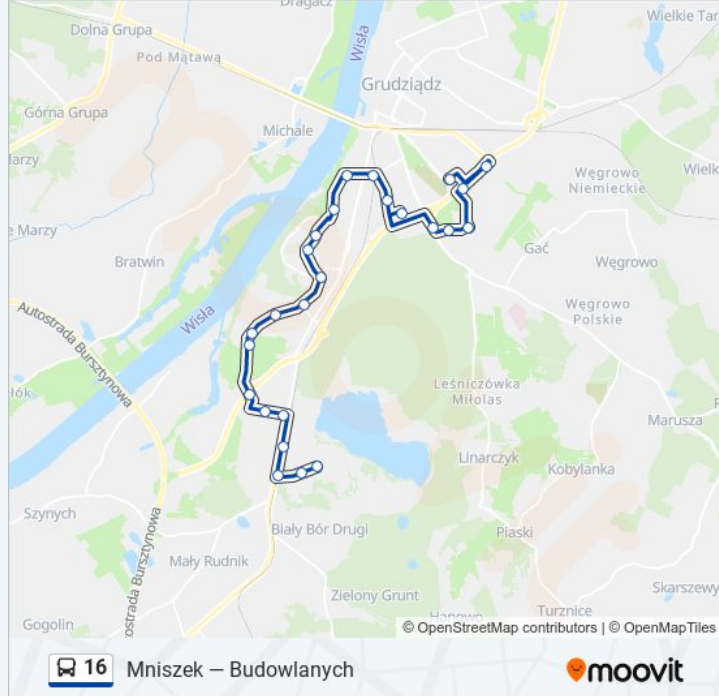 Dragacz
Wielkie Tar
Dolna Grupa
Wisła
Pod Mątawą
Grudziądz
Górna Grupa
Michale
Marzy
Węgrowo
Niemieckie
Wielk
e Marzy
Gać
Bratwin
Węgrowo
Wisła
Autostrada Bursztynowa
Węgrowo
Polskie
Leśniczówka
Miłolas
Marusza
Linarczyk
Kobylanka
Szynych
Biały Bór Drugi
Piaski
Mały Rudnik
Autostrada Bursztynowa
Zielony Grunt
Skarszewy
Gogolin
Hanowo
Turznice
© OpenStreetMap contributors | © OpenMapTiles
16 Mniszek — Budowlanych
moovit